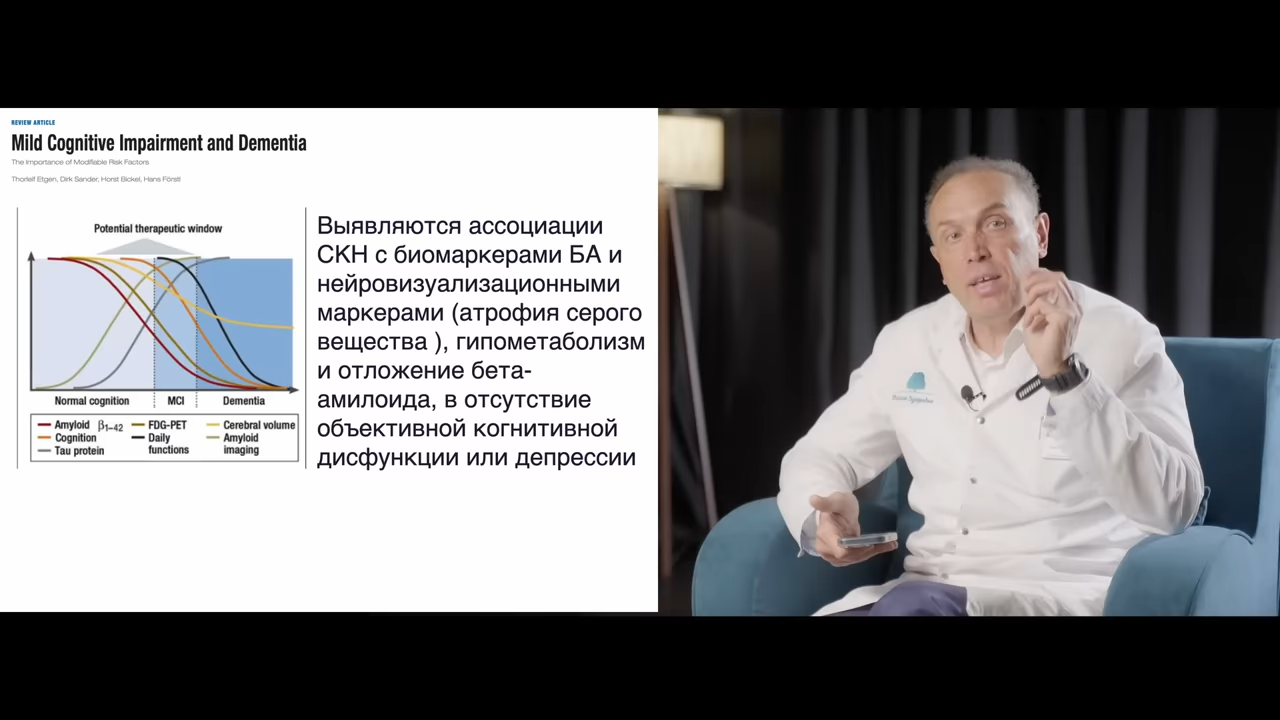 REVIEW ARTICLE
Mild Cognitive Impairment and Dementia
The Importance of Modifiable Risk Factors
Thorleif Etgen, Dirk Sander, Horst Bickel, Hans Förstl
Potential therapeutic window
Normal cognition MCI Dementia
Amyloid β1–42 FDG-PET Cerebral volume
Cognition Daily functions Amyloid imaging
Tau protein
Выявляются ассоциации
СКН с биомаркерами БА и
нейровизуализационными
маркерами (атрофия серого
вещества ), гипометаболизм
и отложение бета-
амилоида, в отсутствие
объективной когнитивной
дисфункции или депрессии